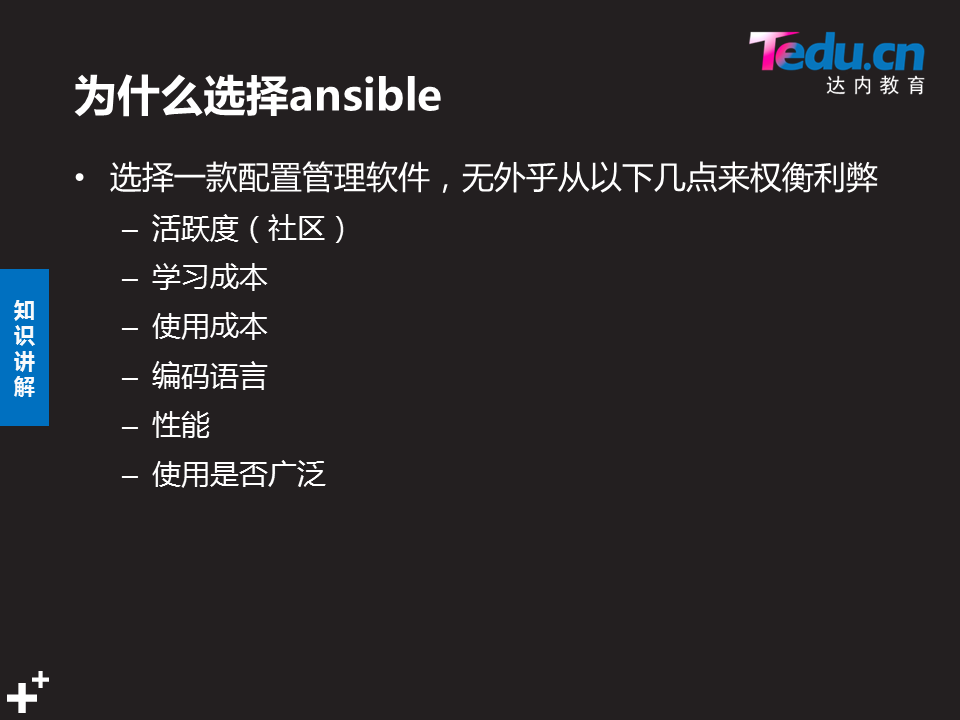 Tedu.cn
达内教育
为什么选择ansible
• 选择一款配置管理软件，无外乎从以下几点来权衡利弊
– 活跃度（社区）
– 学习成本
– 使用成本
– 编码语言
– 性能
– 使用是否广泛
知识讲解